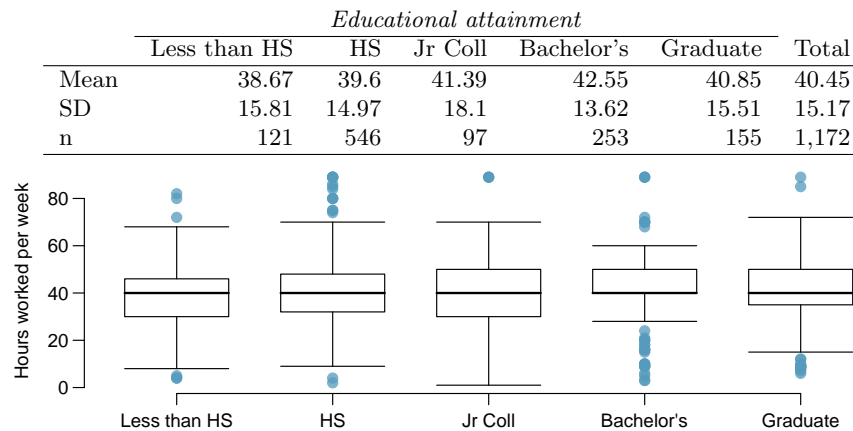 Educational attainment
Less than HS HS Jr Coll Bachelor's Graduate Total
Mean 38.67 39.6 41.39 42.55 40.85 40.45
SD 15.81 14.97 18.1 13.62 15.51 15.17
n 121 546 97 253 155 1,172
Hours worked per week
80
60
40
20
0
Less than HS HS Jr Coll Bachelor's Graduate